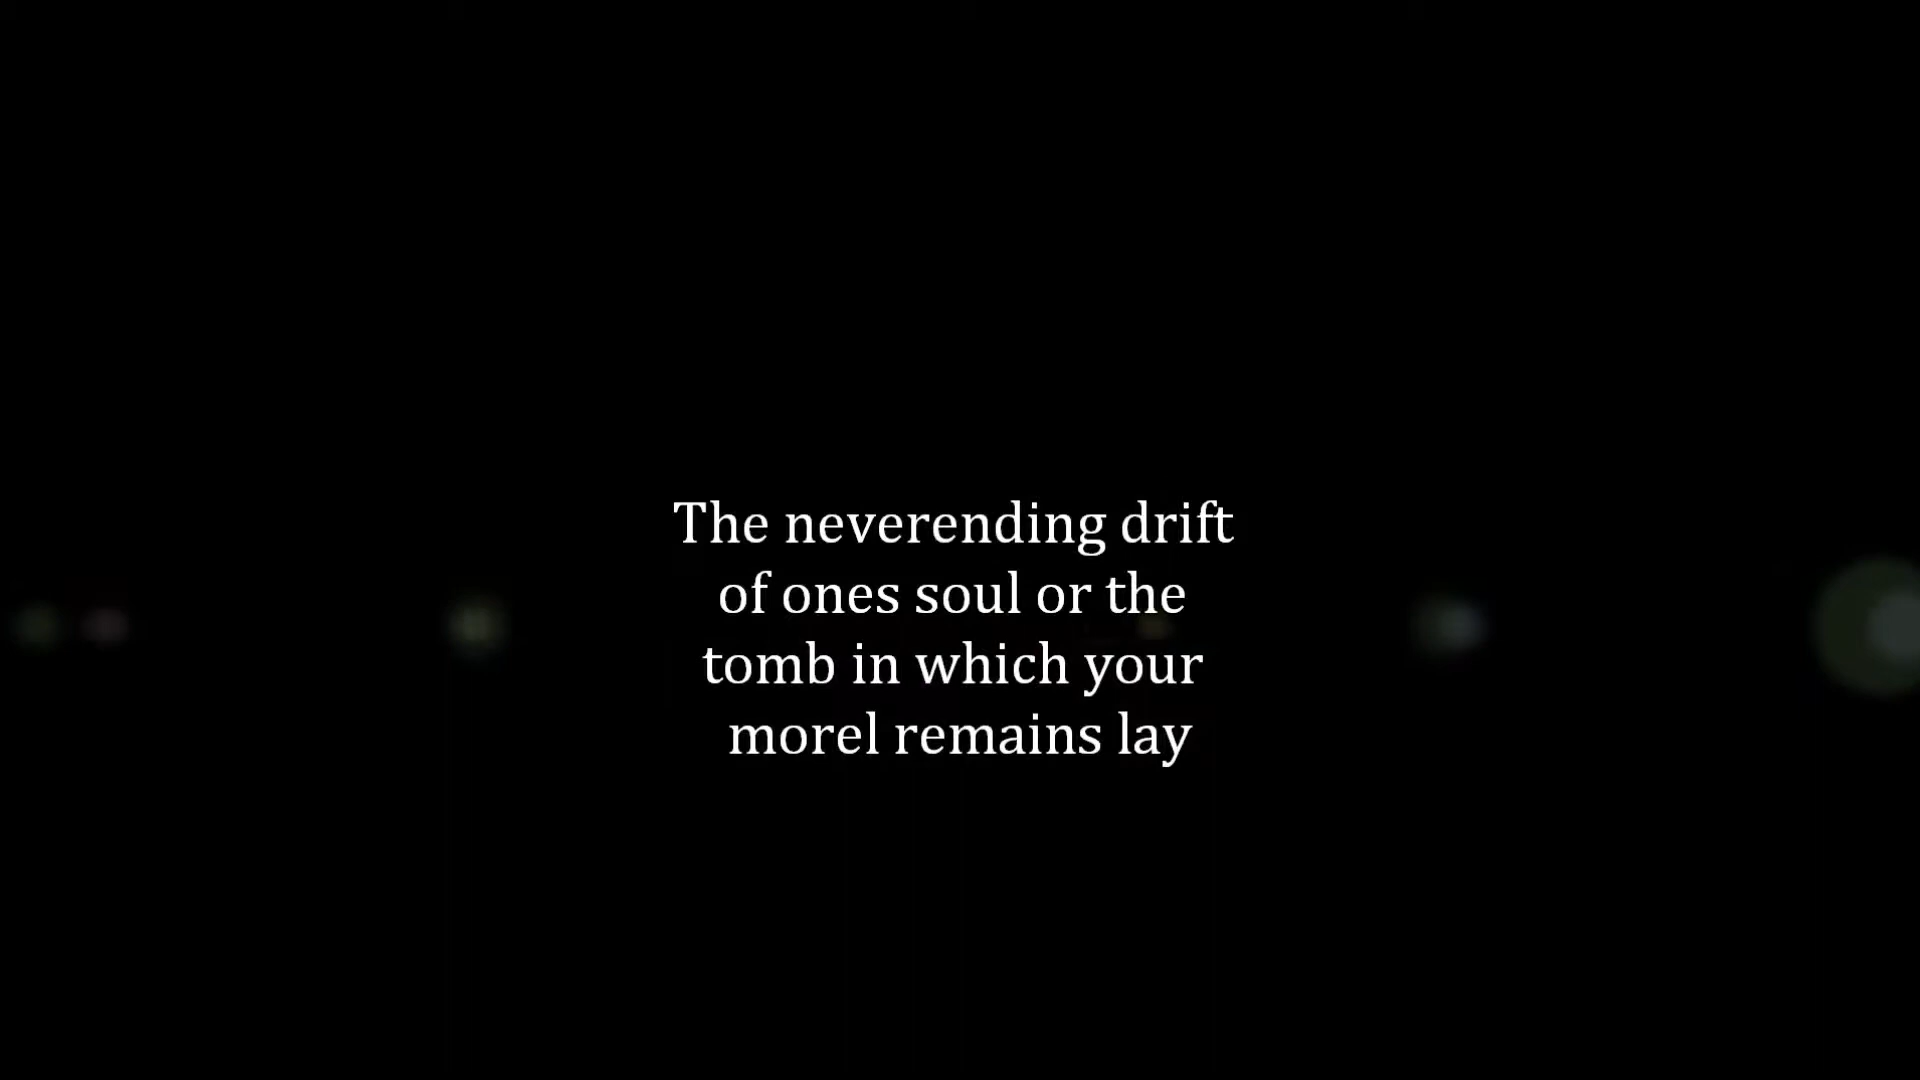 The neverending drift
of ones soul or the
tomb in which your
morel remains lay